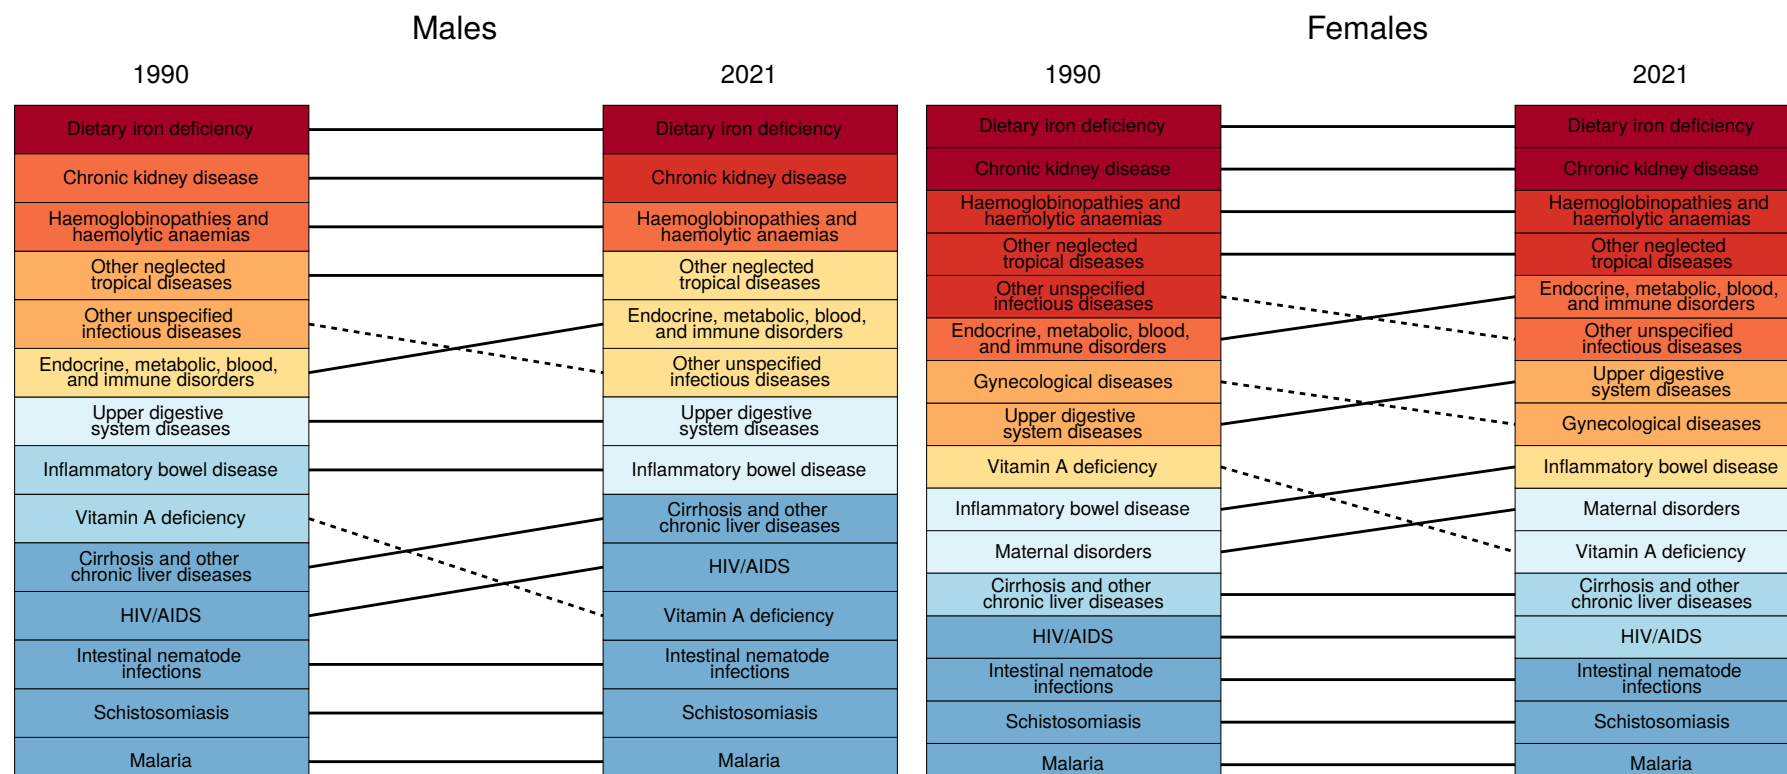 Males
1990
2021
Dietary iron deficiency
Chronic kidney disease
Haemoglobinopathies and
haemolytic anaemias
Other neglected
tropical diseases
Other unspecified
infectious diseases
Endocrine, metabolic, blood,
and immune disorders
Upper digestive
system diseases
Inflammatory bowel disease
Vitamin A deficiency
Cirrhosis and other
chronic liver diseases
HIV/AIDS
Intestinal nematode
infections
Schistosomiasis
Malaria
Dietary iron deficiency
Chronic kidney disease
Haemoglobinopathies and
haemolytic anaemias
Other neglected
tropical diseases
Endocrine, metabolic, blood,
and immune disorders
Other unspecified
infectious diseases
Upper digestive
system diseases
Inflammatory bowel disease
Cirrhosis and other
chronic liver diseases
HIV/AIDS
Vitamin A deficiency
Intestinal nematode
infections
Schistosomiasis
Malaria
Females
1990
2021
Dietary iron deficiency
Chronic kidney disease
Haemoglobinopathies and
haemolytic anaemias
Other neglected
tropical diseases
Other unspecified
infectious diseases
Endocrine, metabolic, blood,
and immune disorders
Gynecological diseases
Upper digestive
system diseases
Vitamin A deficiency
Inflammatory bowel disease
Maternal disorders
Cirrhosis and other
chronic liver diseases
HIV/AIDS
Intestinal nematode
infections
Schistosomiasis
Malaria
Dietary iron deficiency
Chronic kidney disease
Haemoglobinopathies and
haemolytic anaemias
Other neglected
tropical diseases
Endocrine, metabolic, blood,
and immune disorders
Other unspecified
infectious diseases
Upper digestive
system diseases
Gynecological diseases
Inflammatory bowel disease
Maternal disorders
Vitamin A deficiency
Cirrhosis and other
chronic liver diseases
HIV/AIDS
Intestinal nematode
infections
Schistosomiasis
Malaria